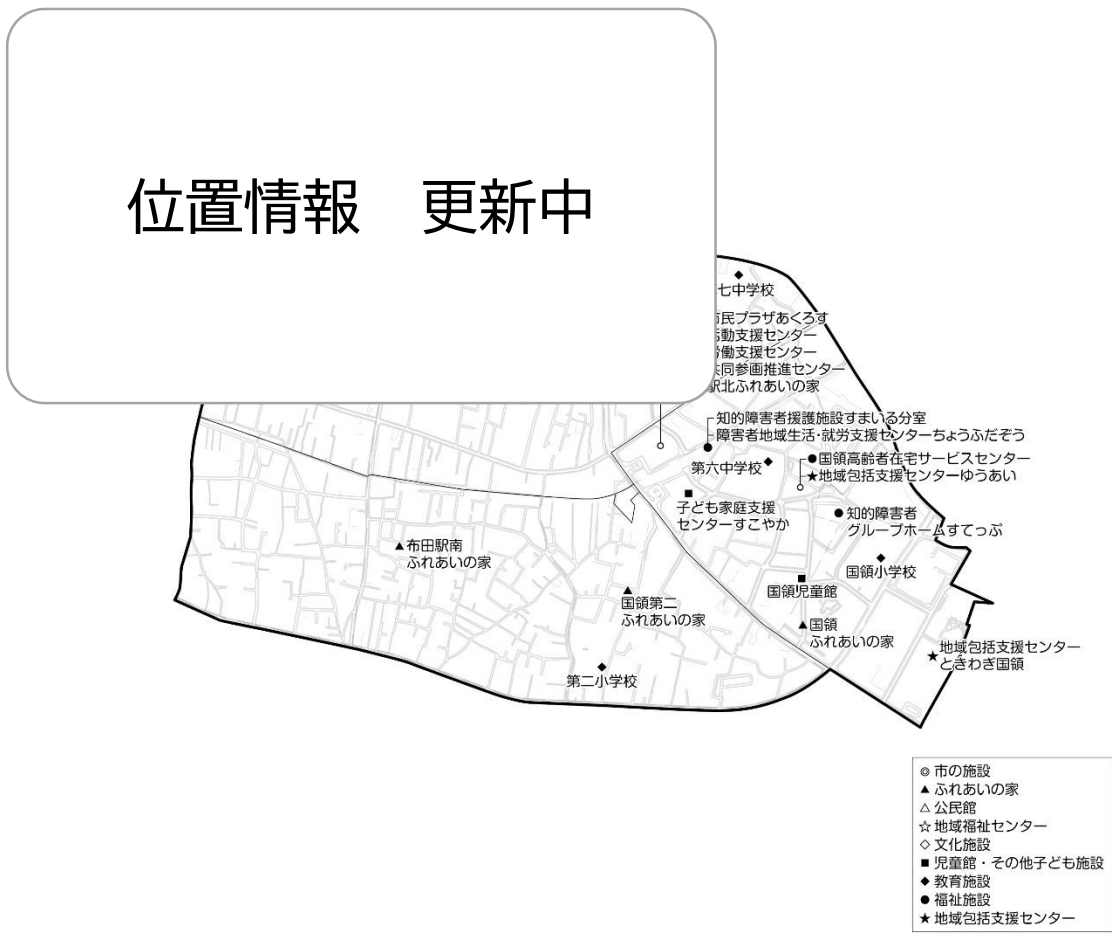 位置情報　更新中
七中学校
民プラザあくろす
動支援センター
働支援センター
共同参画推進センター
駅北ふれあいの家
知的障害者援護施設すまいる分室
障害者地域生活・就労支援センターちょうふだぞう
第六中学校
●国領高齢者在宅サービスセンター
★地域包括支援センターゆうあい
子ども家庭支援
センターすこやか
知的障害者
グループホームすてっぷ
布田駅南
ふれあいの家
国領小学校
国領児童館
国領第二
ふれあいの家
国領
ふれあいの家
地域包括支援センター
ときわぎ国領
第二小学校
◎ 市の施設
▲ ふれあいの家
△ 公民館
☆ 地域福祉センター
◇ 文化施設
■ 児童館・その他子ども施設
◆ 教育施設
● 福祉施設
★ 地域包括支援センター